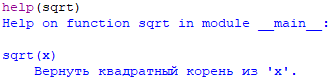 help(sqrt)
Help on function sqrt in module __main__:
sqrt(x)
Вернуть квадратный корень из 'x'.